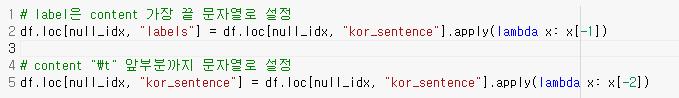 1 # label은 content 가장 끝 문자열로 설정
2 df.loc[null_idx, "labels"] = df.loc[null_idx, "kor_sentence"].apply(lambda x: x[-1])
3
4 # content "₩t" 앞부분까지 문자열로 설정
5 df.loc[null_idx, "kor_sentence"] = df.loc[null_idx, "kor_sentence"].apply(lambda x: x[-2])